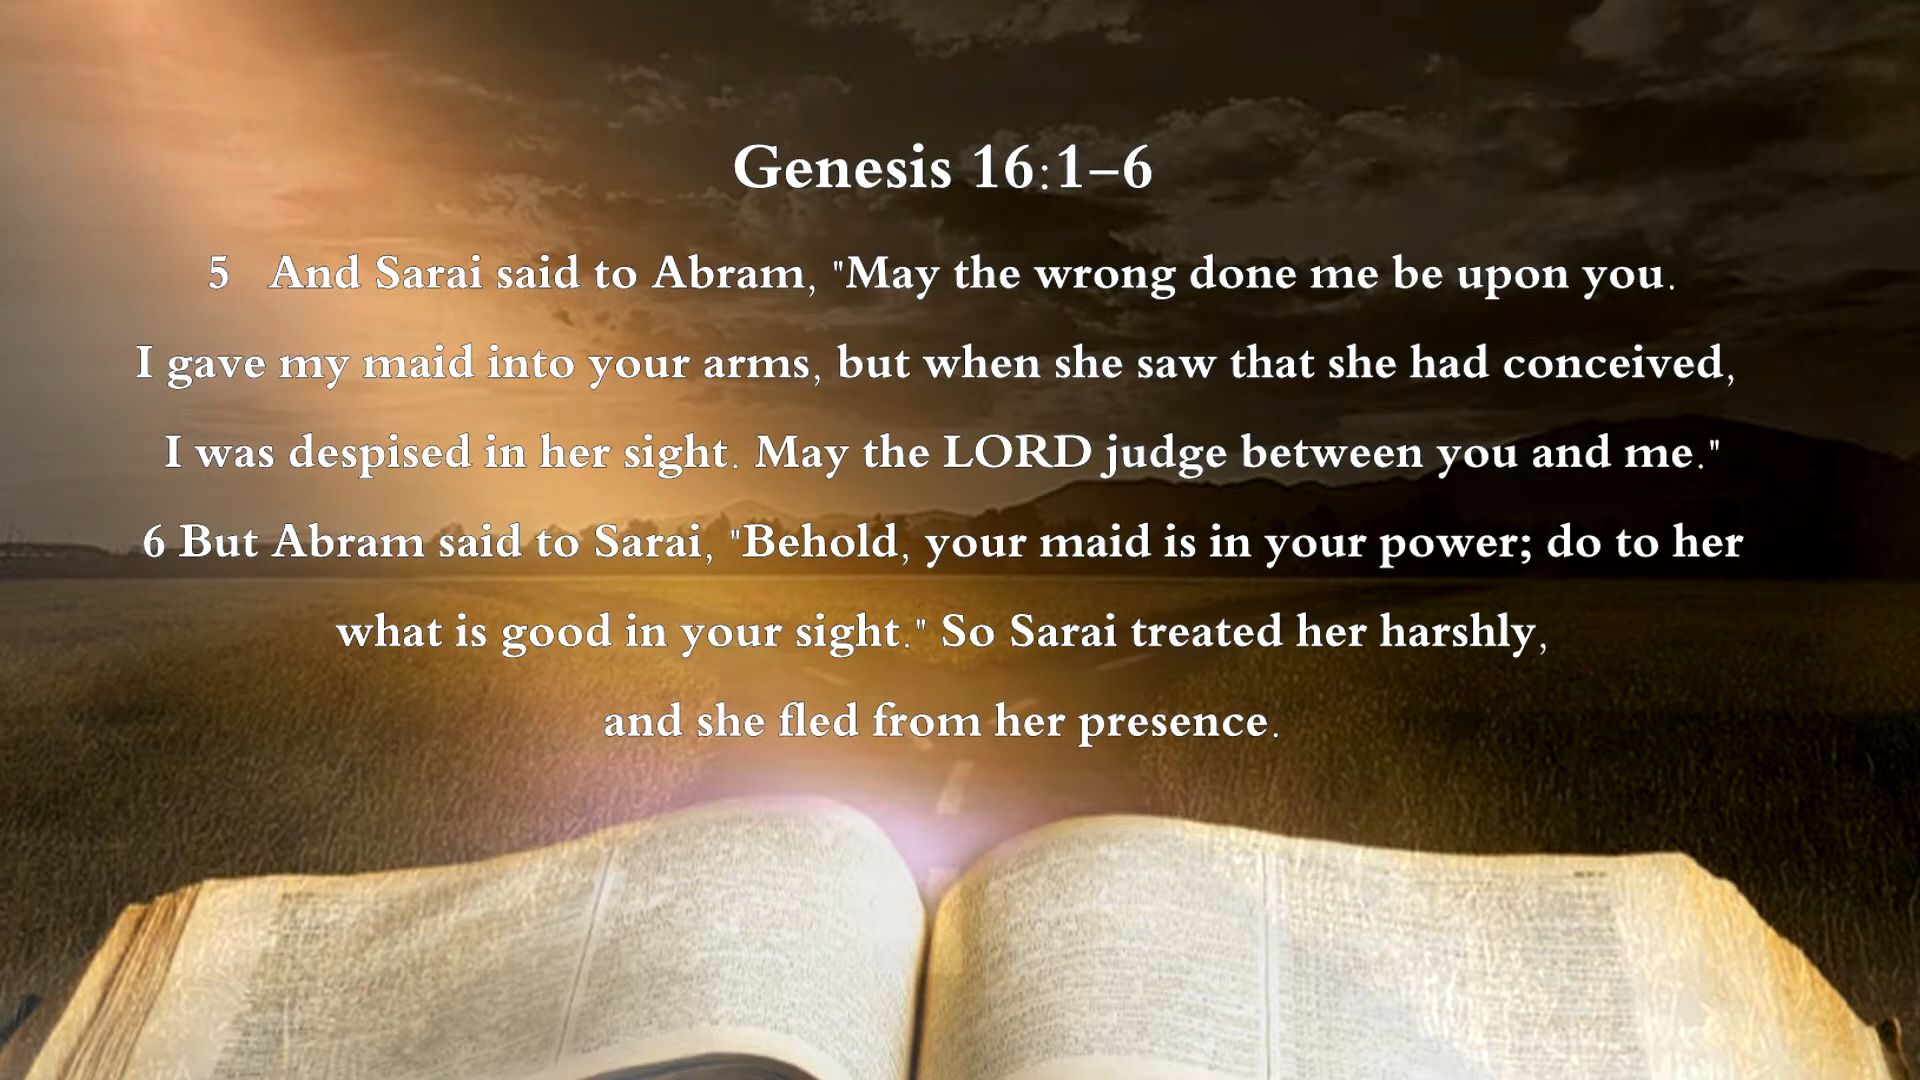 Genesis 16:1–6
5 And Sarai said to Abram, "May the wrong done me be upon you.
I gave my maid into your arms, but when she saw that she had conceived,
I was despised in her sight. May the LORD judge between you and me."
6 But Abram said to Sarai, "Behold, your maid is in your power; do to her
what is good in your sight." So Sarai treated her harshly,
and she fled from her presence.